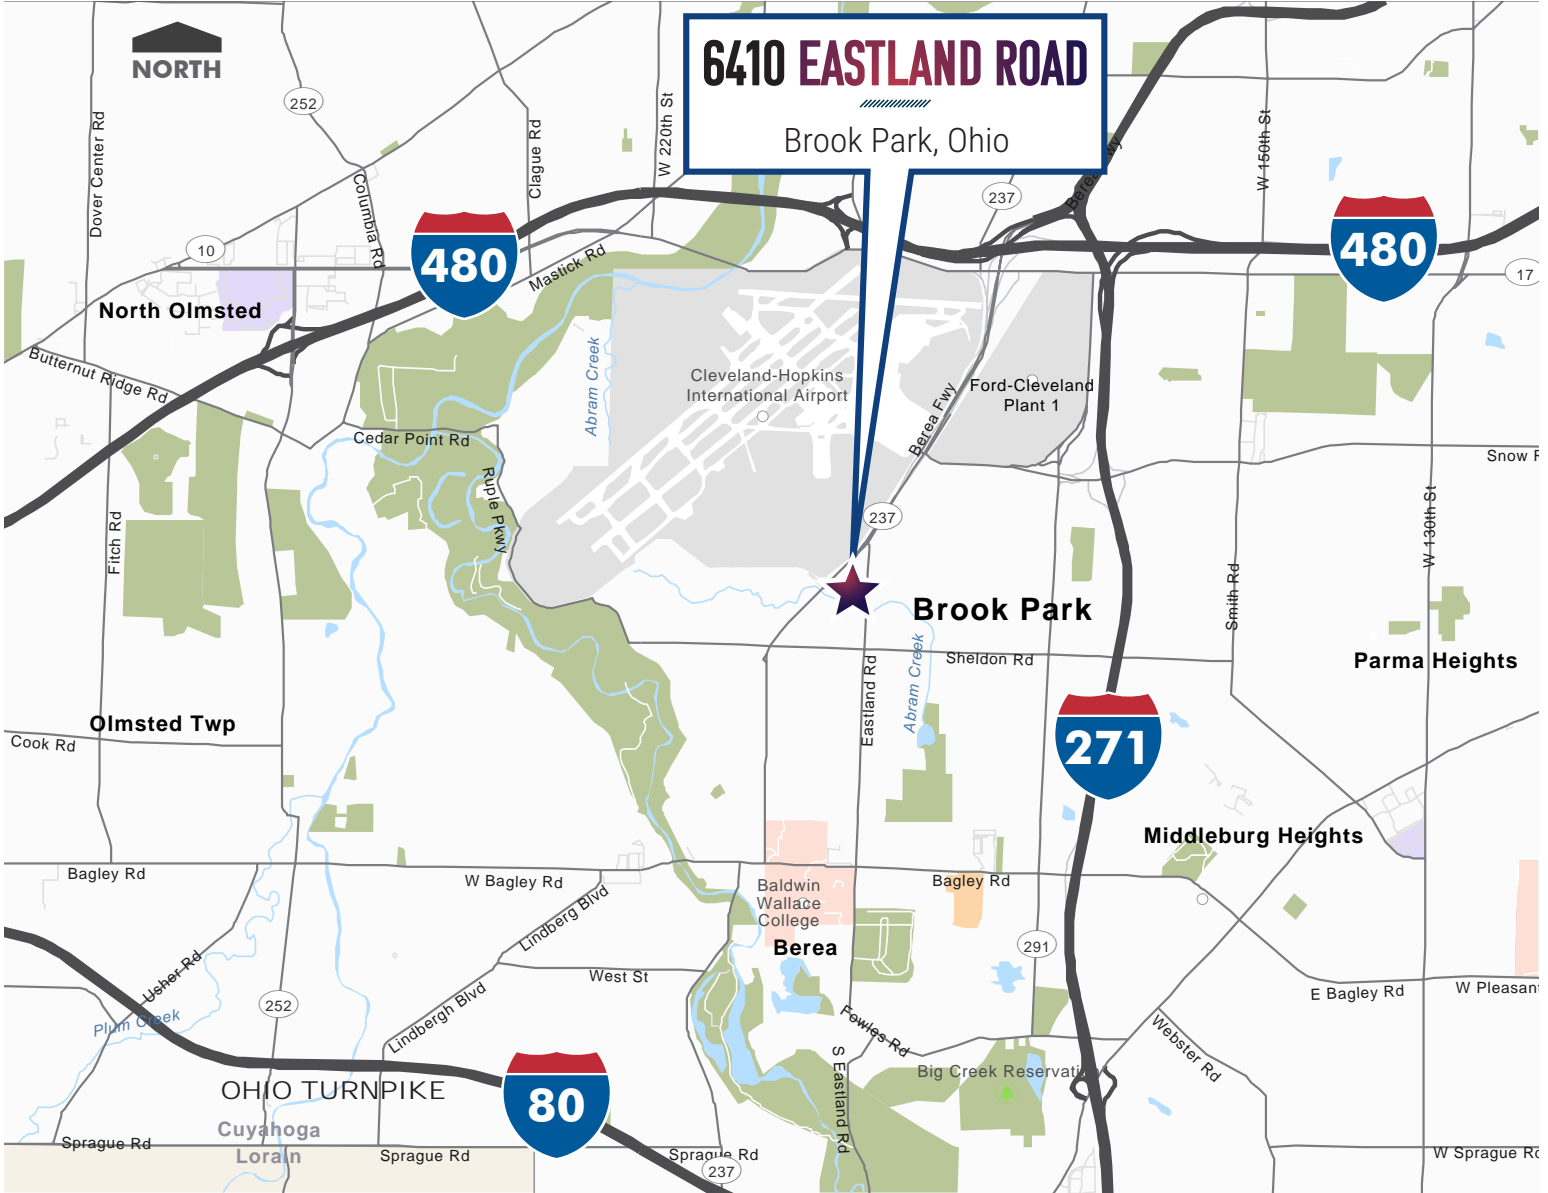 NORTH
6410 EASTLAND ROAD
Brook Park, Ohio
252
Dover Center Rd
Columbia Rd
Clague Rd
W 220th St
237
W 150th St
10
480
Mastick Rd
480
17
North Olmsted
Butternut Ridge Rd
Abram Creek
Cleveland-Hopkins
International Airport
Ford-Cleveland
Plant 1
Berea Fwy
Cedar Point Rd
Ruple Pkwy
Snow R
W 130th St
237
Fitch Rd
Smith Rd
Brook Park
Sheldon Rd
Parma Heights
Eastland Rd
Abram Creek
Olmsted Twp
Cook Rd
271
Middleburg Heights
Bagley Rd
W Bagley Rd
Bagley Rd
Baldwin
Wallace
College
Berea
Lindberg Blvd
291
West St
Usher Rd
252
Lindbergh Blvd
Plum Creek
E Bagley Rd
W Pleasant
Fowles Rd
Webster Rd
S Eastland Rd
Big Creek Reservati
OHIO TURNPIKE
80
Cuyahoga
Lorain
Sprague Rd
Sprague Rd
Sprague Rd
237
W Sprague Rd